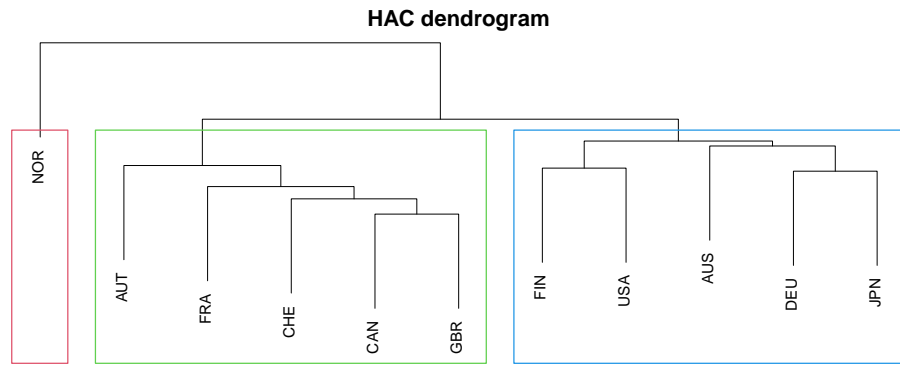 HAC dendrogram
NOR
AUT
FRA
CHE
CAN
GBR
FIN
USA
AUS
DEU
JPN